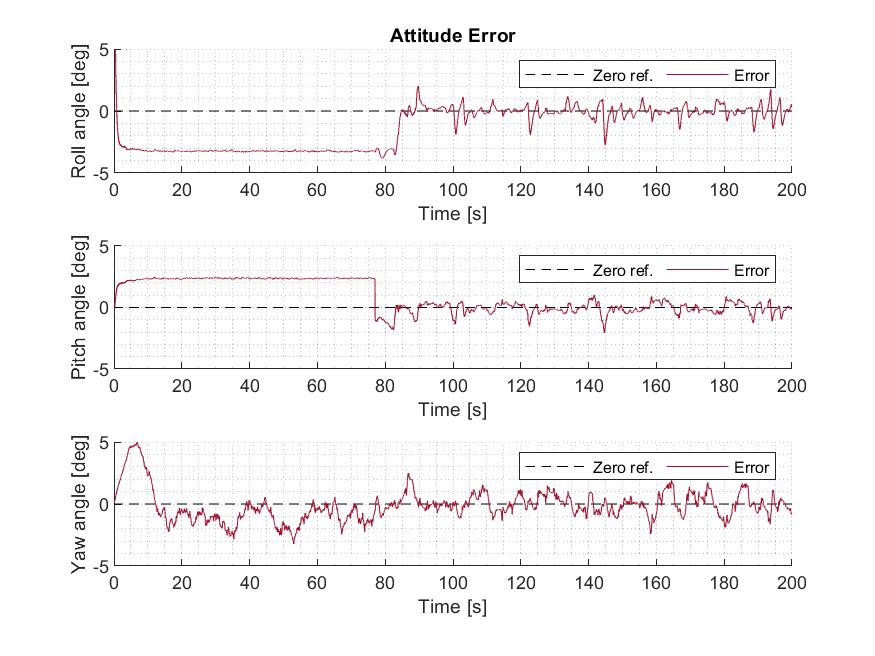 Attitude Error
Roll angle [deg]
5
0
-5
Zero ref. Error
0 20 40 60 80 100 120 140 160 180 200
Time [s]
Pitch angle [deg]
5
0
-5
Zero ref. Error
0 20 40 60 80 100 120 140 160 180 200
Time [s]
Yaw angle [deg]
5
0
-5
Zero ref. Error
0 20 40 60 80 100 120 140 160 180 200
Time [s]